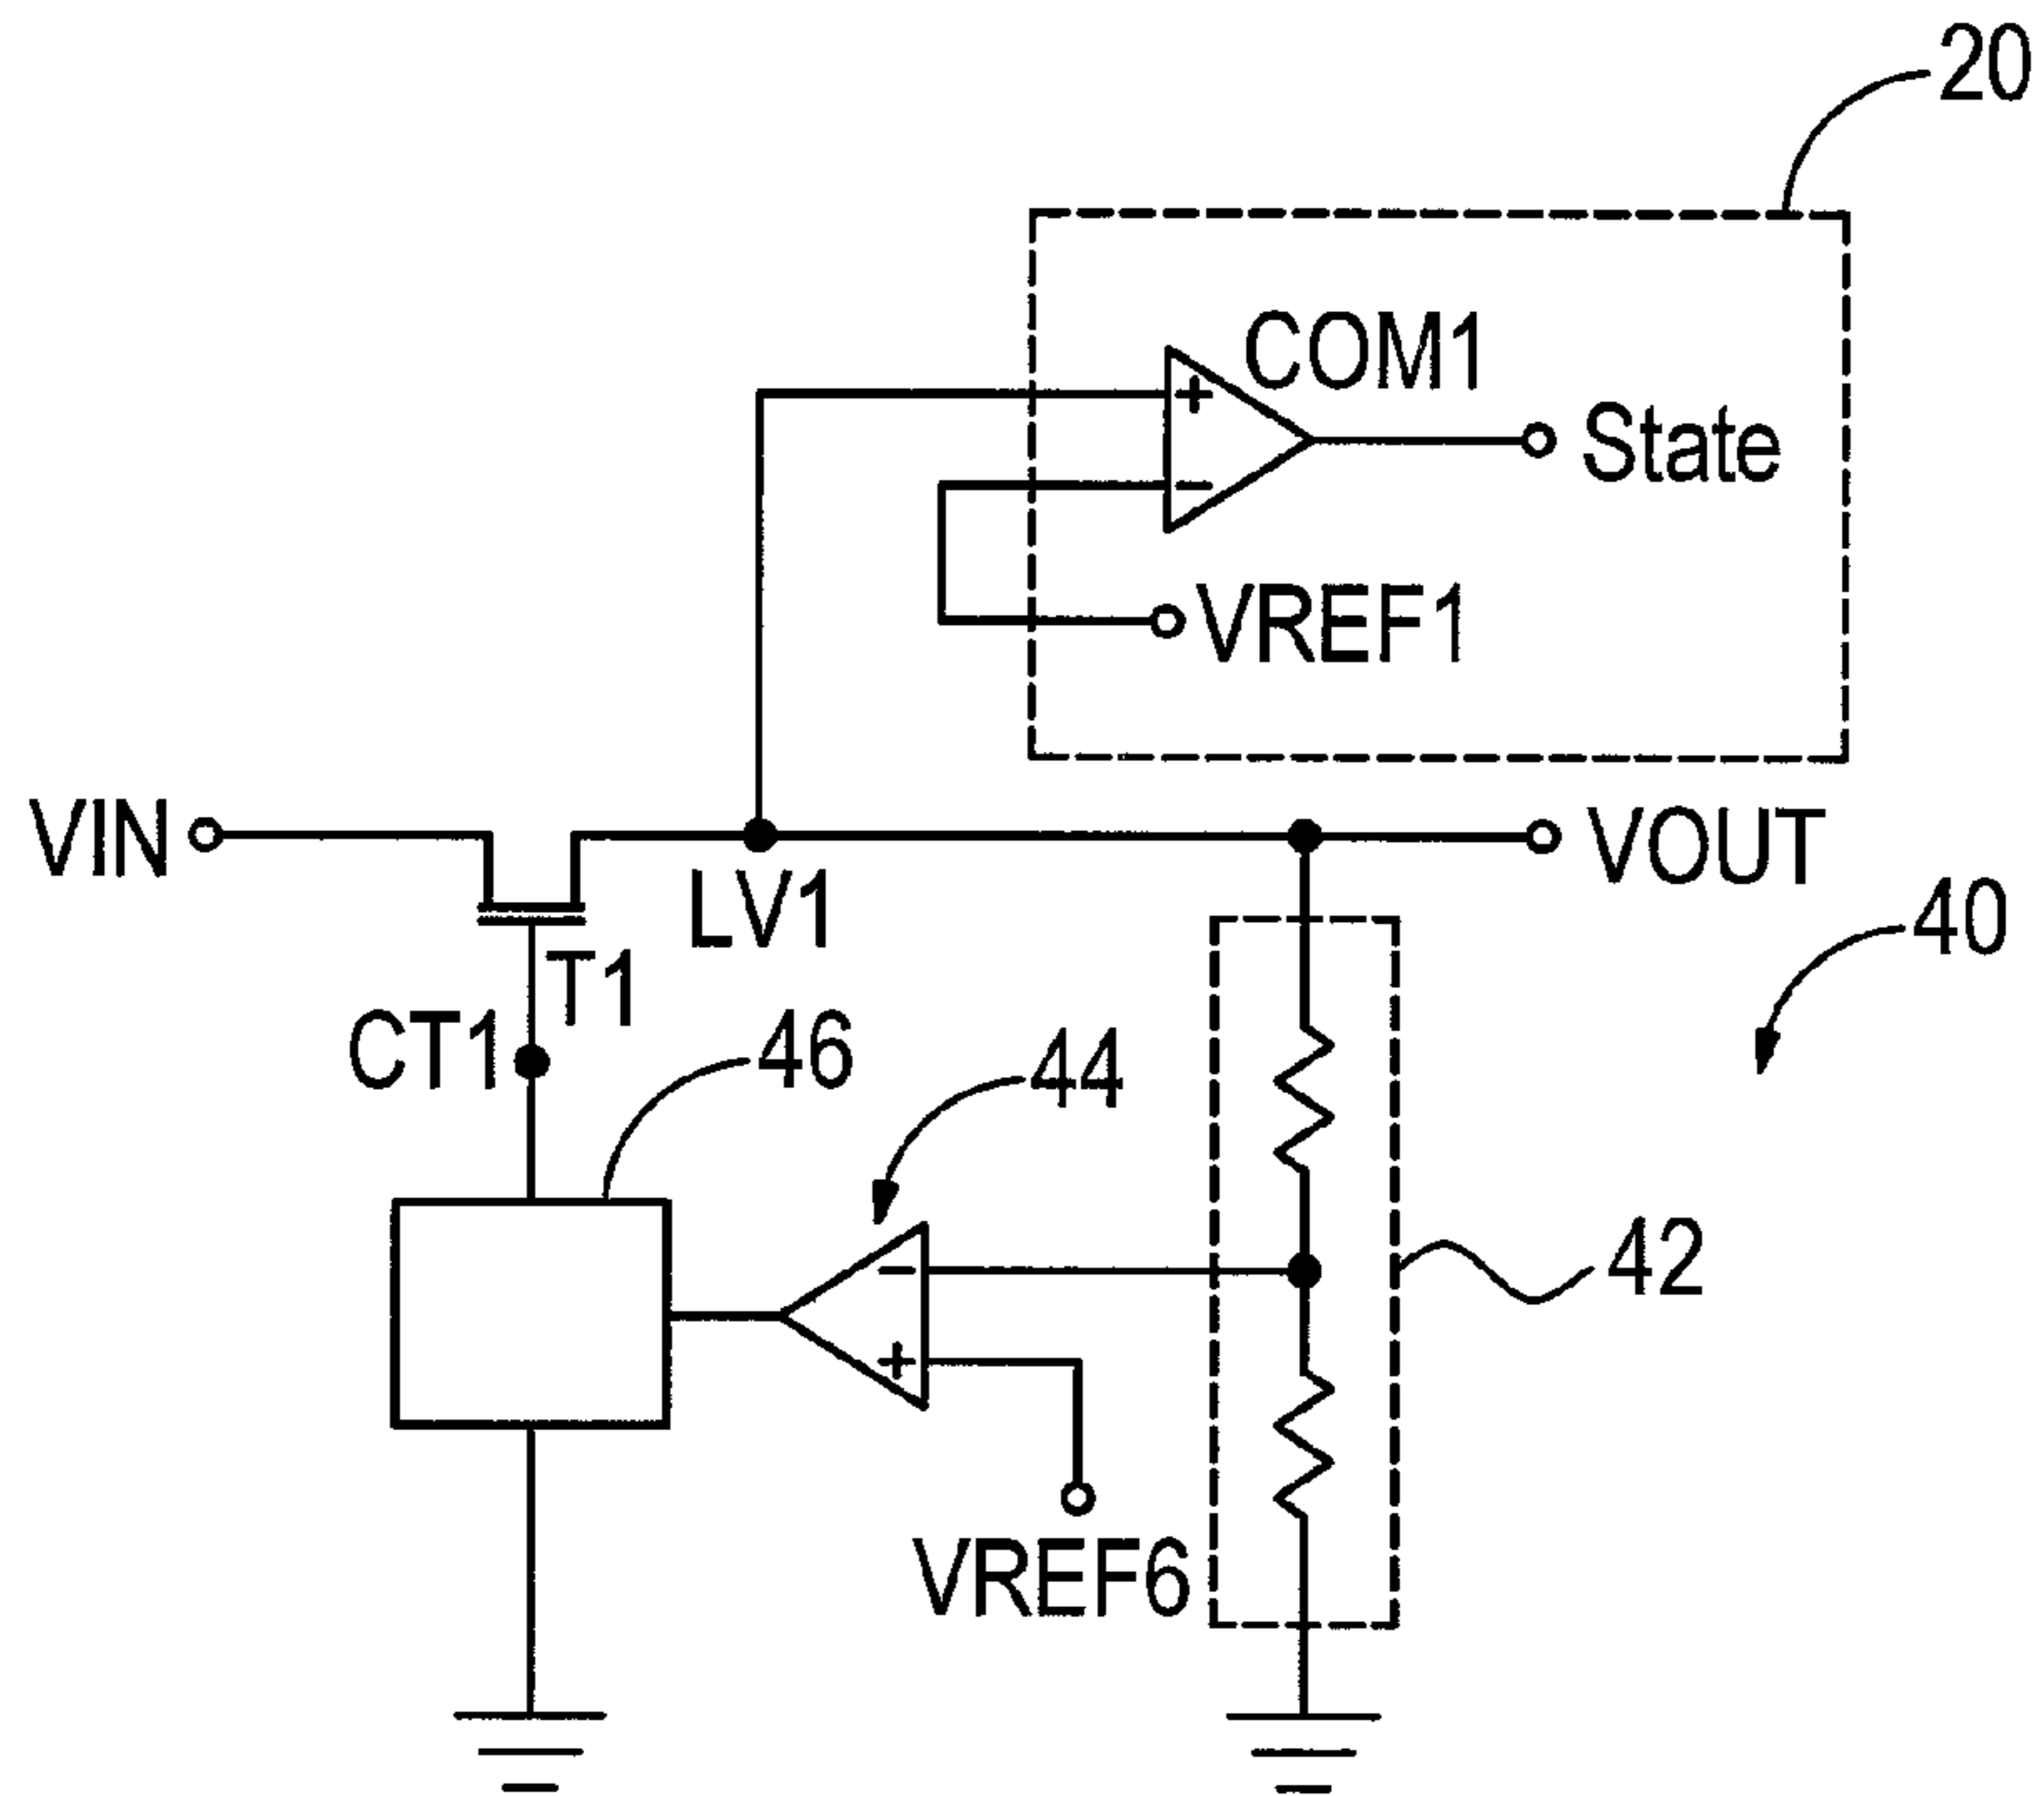 20
COM1
State
VREF1
VIN
VOUT
LV1
40
T1
CT1
46
44
42
VREF6